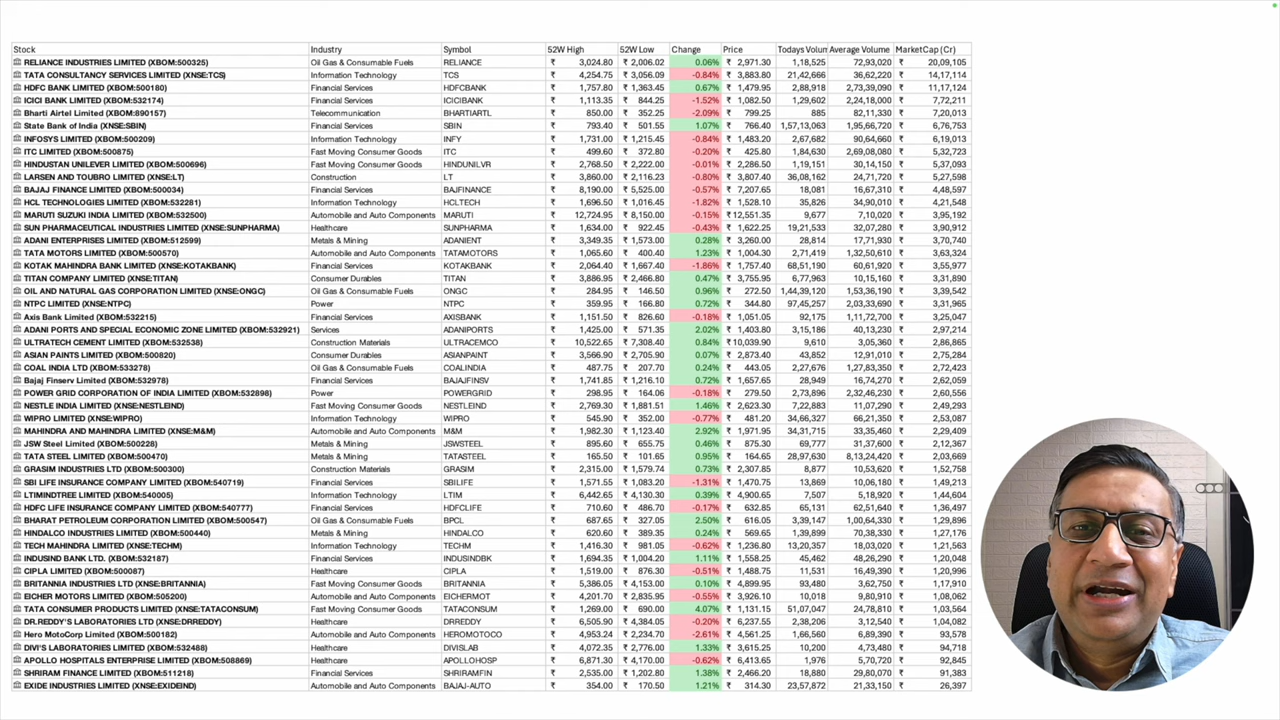 Stock Industry Symbol 52W High 52W Low Change Price Todays Volum Average Volume MarketCap (Cr)
RELIANCE INDUSTRIES LIMITED (XBOM:500325) Oil Gas & Consumable Fuels RELIANCE ₹ 3,024.80 ₹ 2,006.02 0.06% ₹ 2,971.30 1,18,525 72,93,020 ₹ 20,09,105
TATA CONSULTANCY SERVICES LIMITED (XNSE:TCS) Information Technology TCS ₹ 4,254.75 ₹ 3,056.09 -0.84% ₹ 3,883.80 21,42,666 36,62,220 ₹ 14,17,114
HDFC BANK LIMITED (XBOM:500180) Financial Services HDFCBANK ₹ 1,757.80 ₹ 1,363.45 0.67% ₹ 1,479.95 2,88,918 2,73,39,090 ₹ 11,17,124
ICICI BANK LIMITED (XBOM:532174) Financial Services ICICIBANK ₹ 1,113.35 ₹ 844.25 -1.52% ₹ 1,082.50 1,29,602 2,24,18,000 ₹ 7,72,211
Bharti Airtel Limited (XBOM:890157) Telecommunication BHARTIARTL ₹ 850.00 ₹ 352.25 -2.09% ₹ 799.25 885 82,11,330 ₹ 7,20,013
State Bank of India (XNSE:SBIN) Financial Services SBIN ₹ 793.40 ₹ 501.55 1.07% ₹ 766.40 1,57,13,063 1,95,66,720 ₹ 6,76,753
INFOSYS LIMITED (XBOM:500209) Information Technology INFY ₹ 1,731.00 ₹ 1,215.45 -0.84% ₹ 1,483.20 2,67,682 90,64,660 ₹ 6,19,013
ITC LIMITED (XBOM:500875) Fast Moving Consumer Goods ITC ₹ 499.60 ₹ 372.80 -0.20% ₹ 425.80 1,84,630 2,69,08,080 ₹ 5,32,723
HINDUSTAN UNILEVER LIMITED (XBOM:500696) Fast Moving Consumer Goods HINDUNILVR ₹ 2,768.50 ₹ 2,222.00 -0.01% ₹ 2,286.50 1,19,151 30,14,150 ₹ 5,37,093
LARSEN AND TOUBRO LIMITED (XNSE:LT) Construction LT ₹ 3,860.00 ₹ 2,116.23 -0.80% ₹ 3,807.40 36,08,162 24,71,720 ₹ 5,27,598
BAJAJ FINANCE LIMITED (XBOM:500034) Financial Services BAJFINANCE ₹ 8,190.00 ₹ 5,525.00 -0.57% ₹ 7,207.65 18,081 16,67,310 ₹ 4,48,597
HCL TECHNOLOGIES LIMITED (XBOM:532281) Information Technology HCLTECH ₹ 1,696.50 ₹ 1,016.45 -1.82% ₹ 1,528.10 35,826 34,90,010 ₹ 4,21,548
MARUTI SUZUKI INDIA LIMITED (XBOM:532500) Automobile and Auto Components MARUTI ₹ 12,724.95 ₹ 8,150.00 -0.15% ₹ 12,551.35 9,677 7,10,020 ₹ 3,95,192
SUN PHARMACEUTICAL INDUSTRIES LIMITED (XNSE:SUNPHARMA) Healthcare SUNPHARMA ₹ 1,634.00 ₹ 922.45 -0.43% ₹ 1,622.25 19,21,533 32,07,280 ₹ 3,90,912
ADANI ENTERPRISES LIMITED (XBOM:512599) Metals & Mining ADANIENT ₹ 3,349.35 ₹ 1,573.00 0.28% ₹ 3,260.00 28,814 17,71,930 ₹ 3,70,740
TATA MOTORS LIMITED (XBOM:500570) Automobile and Auto Components TATAMOTORS ₹ 1,065.60 ₹ 400.40 1.23% ₹ 1,004.30 2,71,419 1,32,50,610 ₹ 3,63,324
KOTAK MAHINDRA BANK LIMITED (XNSE:KOTAKBANK) Financial Services KOTAKBANK ₹ 2,064.40 ₹ 1,667.40 -1.86% ₹ 1,757.40 68,51,190 60,61,920 ₹ 3,55,977
TITAN COMPANY LIMITED (XNSE:TITAN) Consumer Durables TITAN ₹ 3,886.95 ₹ 2,466.80 0.47% ₹ 3,755.95 6,77,963 10,15,160 ₹ 3,31,890
OIL AND NATURAL GAS CORPORATION LIMITED (XNSE:ONGC) Oil Gas & Consumable Fuels ONGC ₹ 284.95 ₹ 146.50 0.96% ₹ 272.50 1,44,39,120 1,53,36,190 ₹ 3,39,542
NTPC LIMITED (XNSE:NTPC) Power NTPC ₹ 359.95 ₹ 166.80 0.72% ₹ 344.80 97,45,257 2,03,33,690 ₹ 3,31,965
Axis Bank Limited (XBOM:532215) Financial Services AXISBANK ₹ 1,151.50 ₹ 826.60 -0.18% ₹ 1,051.05 92,175 1,11,72,700 ₹ 3,25,047
ADANI PORTS AND SPECIAL ECONOMIC ZONE LIMITED (XBOM:532921) Services ADANIPORTS ₹ 1,425.00 ₹ 571.35 2.02% ₹ 1,403.80 3,15,186 40,13,230 ₹ 2,97,214
ULTRATECH CEMENT LIMITED (XBOM:532538) Construction Materials ULTRACEMCO ₹ 10,522.65 ₹ 7,308.40 0.84% ₹ 10,039.90 9,610 3,05,360 ₹ 2,86,865
ASIAN PAINTS LIMITED (XBOM:500820) Consumer Durables ASIANPAINT ₹ 3,566.90 ₹ 2,705.90 0.07% ₹ 2,873.40 43,852 12,91,010 ₹ 2,75,284
COAL INDIA LTD (XBOM:533278) Oil Gas & Consumable Fuels COALINDIA ₹ 487.75 ₹ 207.70 0.24% ₹ 443.05 2,27,676 1,27,83,350 ₹ 2,72,423
Bajaj Finserv Limited (XBOM:532978) Financial Services BAJAJFINSV ₹ 1,741.85 ₹ 1,216.10 0.72% ₹ 1,657.65 28,949 16,74,270 ₹ 2,62,059
POWER GRID CORPORATION OF INDIA LIMITED (XBOM:532898) Power POWERGRID ₹ 298.95 ₹ 164.06 -0.18% ₹ 279.50 2,73,896 2,32,46,230 ₹ 2,60,556
NESTLE INDIA LIMITED (XNSE:NESTLEIND) Fast Moving Consumer Goods NESTLEIND ₹ 2,769.30 ₹ 1,881.51 1.46% ₹ 2,623.30 7,22,883 11,07,290 ₹ 2,49,293
WIPRO LIMITED (XNSE:WIPRO) Information Technology WIPRO ₹ 545.90 ₹ 352.00 -0.77% ₹ 481.20 34,66,327 66,21,350 ₹ 2,53,087
MAHINDRA AND MAHINDRA LIMITED (XNSE:M&M) Automobile and Auto Components M&M ₹ 1,982.30 ₹ 1,123.40 2.92% ₹ 1,971.95 34,31,715 33,35,460 ₹ 2,29,409
JSW Steel Limited (XBOM:500228) Metals & Mining JSWSTEEL ₹ 895.60 ₹ 655.75 0.46% ₹ 875.30 69,777 31,37,600 ₹ 2,12,367
TATA STEEL LIMITED (XBOM:500470) Metals & Mining TATASTEEL ₹ 165.50 ₹ 101.65 0.95% ₹ 164.65 28,97,630 8,13,24,420 ₹ 2,03,669
GRASIM INDUSTRIES LTD (XBOM:500300) Construction Materials GRASIM ₹ 2,315.00 ₹ 1,579.74 0.73% ₹ 2,307.85 8,877 10,53,620 ₹ 1,52,758
SBI LIFE INSURANCE COMPANY LIMITED (XBOM:540719) Financial Services SBILIFE ₹ 1,571.55 ₹ 1,083.20 -1.31% ₹ 1,470.75 13,869 10,06,180 ₹ 1,49,213
LTIMINDTREE LIMITED (XBOM:540005) Information Technology LTIM ₹ 6,442.65 ₹ 4,130.30 0.39% ₹ 4,900.65 7,507 5,18,920 ₹ 1,44,604
HDFC LIFE INSURANCE COMPANY LIMITED (XBOM:540777) Financial Services HDFCLIFE ₹ 710.60 ₹ 486.70 -0.17% ₹ 632.85 65,131 62,51,640 ₹ 1,36,497
BHARAT PETROLEUM CORPORATION LIMITED (XBOM:500547) Oil Gas & Consumable Fuels BPCL ₹ 687.65 ₹ 327.05 2.50% ₹ 616.05 3,39,147 1,00,64,330 ₹ 1,29,896
HINDALCO INDUSTRIES LIMITED (XBOM:500440) Metals & Mining HINDALCO ₹ 620.60 ₹ 389.35 0.24% ₹ 569.65 1,39,857 70,38,330 ₹ 1,27,176
TECH MAHINDRA LIMITED (XNSE:TECHM) Information Technology TECHM ₹ 1,416.30 ₹ 981.05 -0.62% ₹ 1,236.80 13,20,357 18,03,020 ₹ 1,21,563
INDUSIND BANK LTD. (XBOM:532187) Financial Services INDUSINDBK ₹ 1,694.35 ₹ 1,004.20 1.11% ₹ 1,558.25 45,462 48,26,290 ₹ 1,20,048
CIPLA LIMITED (XBOM:500087) Healthcare CIPLA ₹ 1,519.00 ₹ 876.30 -0.51% ₹ 1,488.75 11,531 16,49,390 ₹ 1,20,996
BRITANNIA INDUSTRIES LTD (XNSE:BRITANNIA) Fast Moving Consumer Goods BRITANNIA ₹ 5,386.05 ₹ 4,153.00 0.10% ₹ 4,899.95 93,480 3,62,750 ₹ 1,17,910
EICHER MOTORS LIMITED (XBOM:505200) Automobile and Auto Components EICHERMOT ₹ 4,201.70 ₹ 2,835.95 -0.55% ₹ 3,926.10 10,018 9,80,910 ₹ 1,08,062
TATA CONSUMER PRODUCTS LIMITED (XNSE:TATACONSUM) Fast Moving Consumer Goods TATACONSUM ₹ 1,269.00 ₹ 690.00 4.07% ₹ 1,131.15 51,07,047 24,78,810 ₹ 1,03,564
DR.REDDY'S LABORATORIES LTD (XNSE:DRREDDY) Healthcare DRREDDY ₹ 6,505.90 ₹ 4,384.05 -0.20% ₹ 6,237.55 2,38,206 3,12,540 ₹ 1,04,082
Hero MotoCorp Limited (XBOM:500182) Automobile and Auto Components HEROMOTOCO ₹ 4,953.24 ₹ 2,234.70 -2.61% ₹ 4,561.25 1,66,560 6,89,390 ₹ 93,578
DIVI'S LABORATORIES LIMITED (XBOM:532488) Healthcare DIVISLAB ₹ 4,072.35 ₹ 2,776.00 1.33% ₹ 3,615.25 10,200 4,73,480 ₹ 94,718
APOLLO HOSPITALS ENTERPRISE LIMITED (XBOM:508869) Healthcare APOLLOHOSP ₹ 6,871.30 ₹ 4,170.00 -0.62% ₹ 6,413.65 1,976 5,70,720 ₹ 92,845
SHRIRAM FINANCE LIMITED (XBOM:511218) Financial Services SHRIRAMFIN ₹ 2,535.00 ₹ 1,202.80 1.38% ₹ 2,466.20 18,880 29,80,070 ₹ 91,383
EXIDE INDUSTRIES LIMITED (XNSE:EXIDEIND) Automobile and Auto Components BAJAJ-AUTO ₹ 354.00 ₹ 170.50 1.21% ₹ 314.30 23,57,872 21,33,150 ₹ 26,397